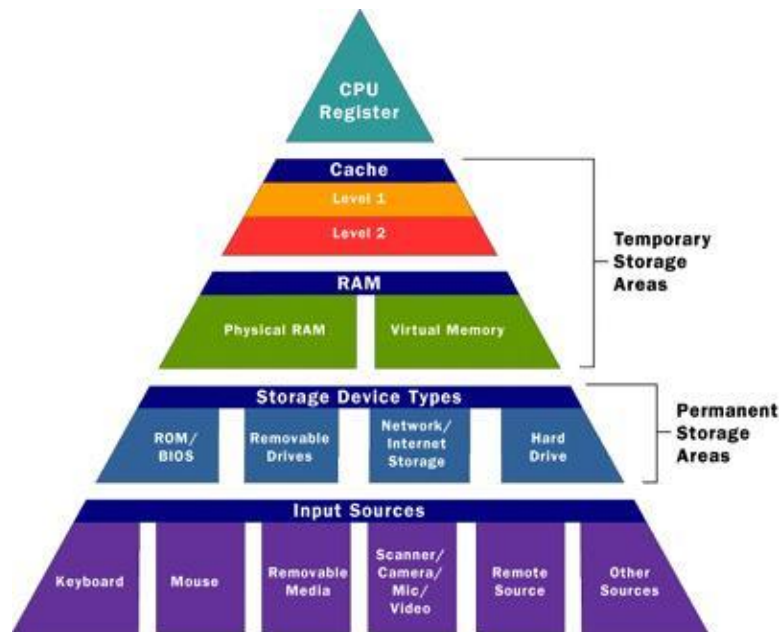 CPU
Register
Cache
Level 1
Level 2
Temporary
Storage
Areas
RAM
Physical RAM
Virtual Memory
Storage Device Types
Permanent
Storage
Areas
ROM/
BIOS
Removable
Drives
Network/
Internet
Storage
Hard
Drive
Input Sources
Keyboard
Mouse
Removable
Media
Scanner/
Camera/
Mic/
Video
Remote
Source
Other
Sources